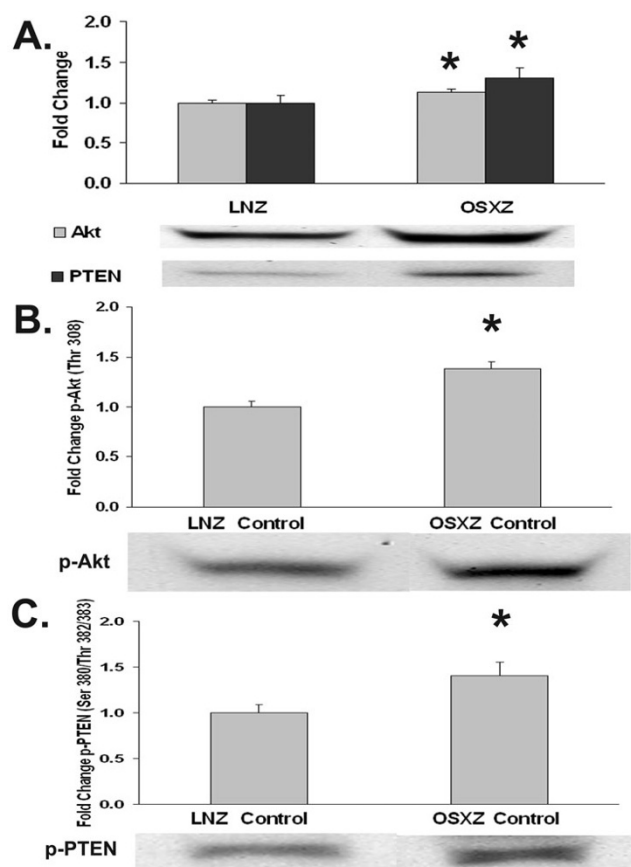 A.
Fold Change
2.0
1.5
1.0
0.5
0.0
*
*
LNZ OSXZ
Akt
PTEN
B.
Fold Change p-Akt (Thr 308)
2.0
1.5
1.0
0.5
0.0
*
LNZ Control OSXZ Control
p-Akt
C.
Fold Change p-PTEN (Ser 380/Thr 382/383)
2.0
1.5
1.0
0.5
0.0
*
LNZ Control OSXZ Control
p-PTEN